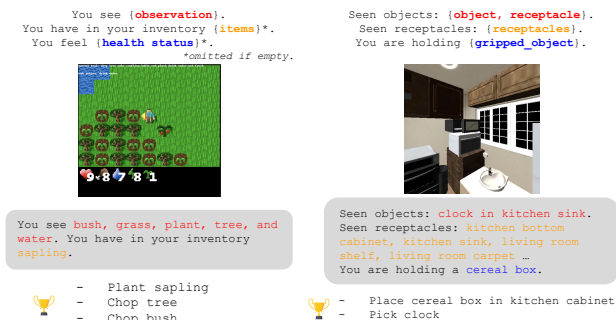 You see {observation}.
You have in your inventory {items}*.
You feel {health status}*.
*omitted if empty.
9 8 7 8 1
You see bush, grass, plant, tree, and
water. You have in your inventory
sapling.
- Plant sapling
- Chop tree
- Chop bush
Seen objects: {object, receptacle}.
Seen receptacles: {receptacles}.
You are holding {gripped_object}.
Seen objects: clock in kitchen sink.
Seen receptacles: kitchen bottom
cabinet, kitchen sink, living room
shelf, living room carpet …
You are holding a cereal box.
- Place cereal box in kitchen cabinet
- Pick clock